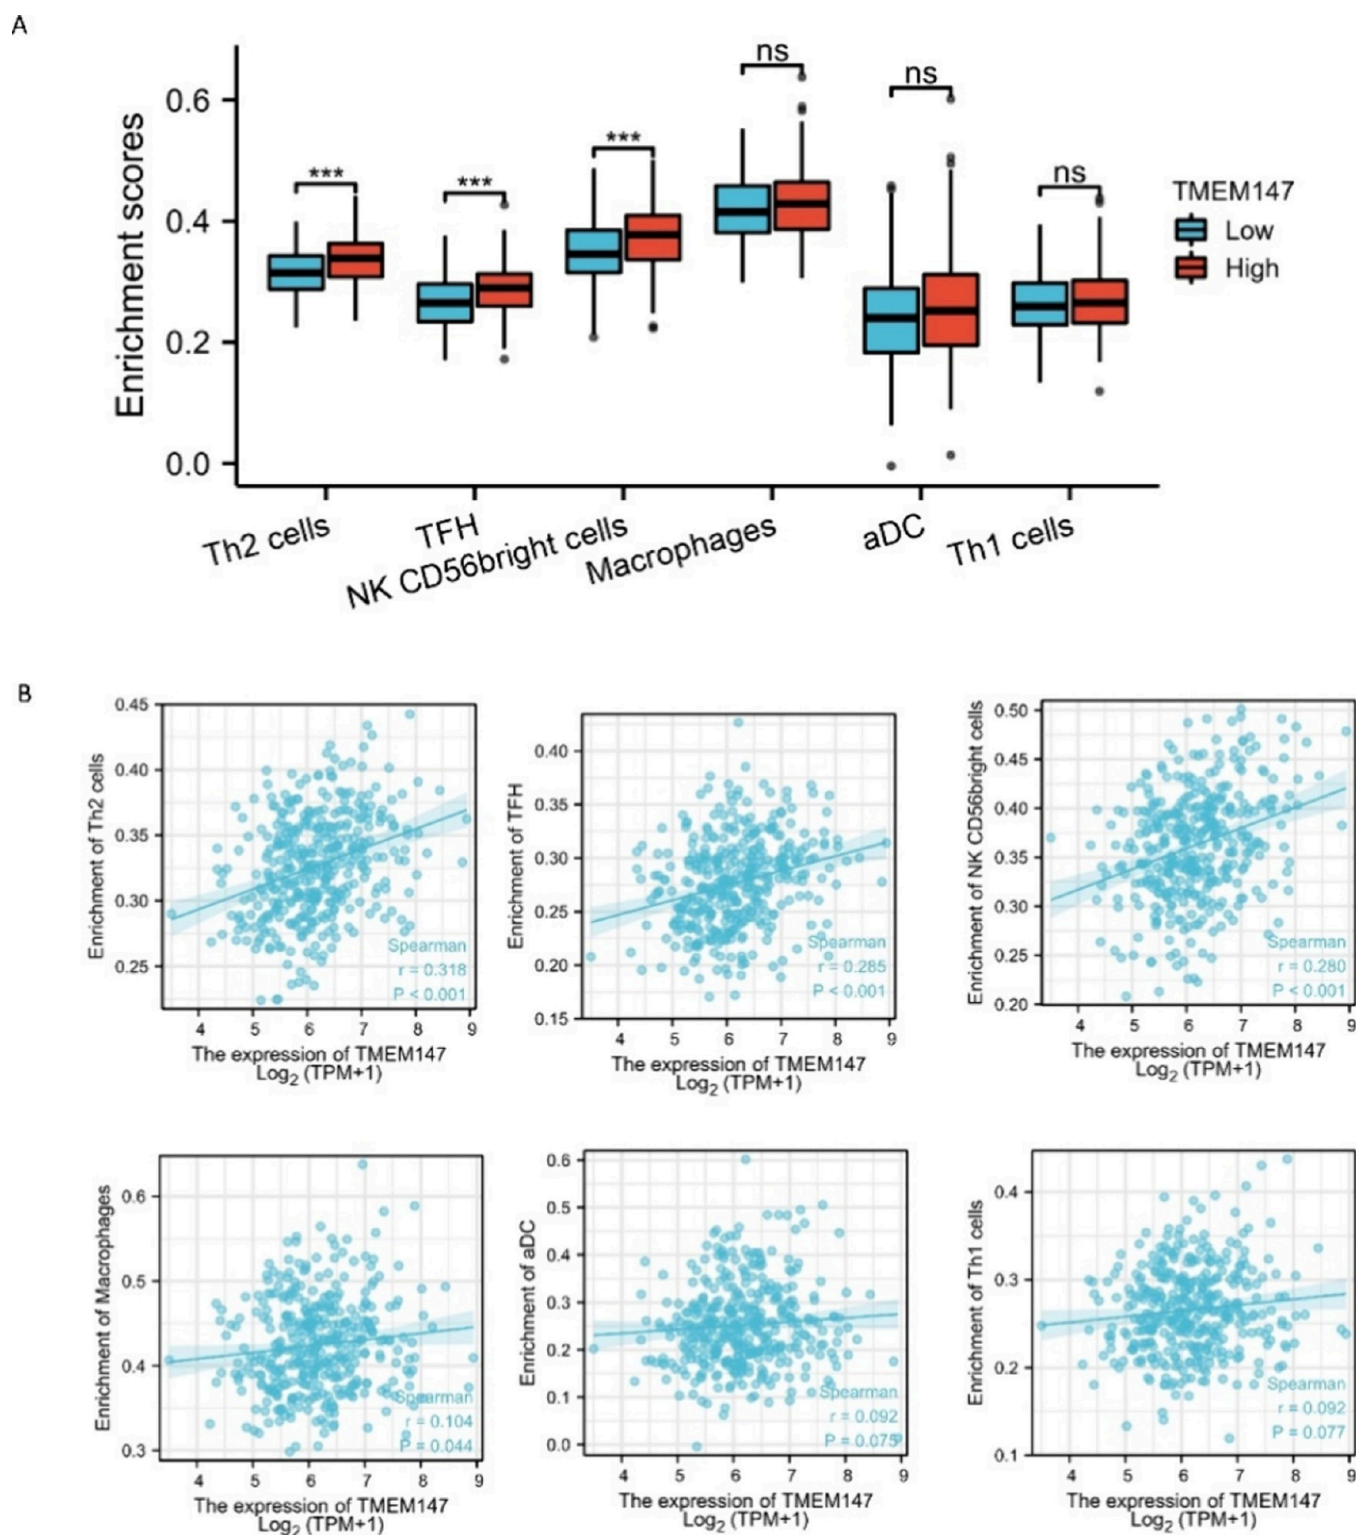 A
ns
ns
***
***
***
ns
0.6
0.4
0.2
0.0
Enrichment scores
TMEM147
Low
High
Th2 cells
TFH
NK CD56bright cells
Macrophages
aDC
Th1 cells
B
0.45
0.40
0.35
0.30
0.25
Enrichment of Th2 cells
Spearman
r = 0.318
P < 0.001
4 5 6 7 8 9
The expression of TMEM147
Log2 (TPM+1)
0.40
0.35
0.30
0.25
0.20
0.15
Enrichment of TFH
Spearman
r = 0.285
P < 0.001
4 5 6 7 8 9
The expression of TMEM147
Log2 (TPM+1)
0.50
0.45
0.40
0.35
0.30
0.25
0.20
Enrichment of NK CD56bright cells
Spearman
r = 0.280
P < 0.001
4 5 6 7 8 9
The expression of TMEM147
Log2 (TPM+1)
0.6
0.5
0.4
0.3
Enrichment of Macrophages
Spearman
r = 0.104
P = 0.044
4 5 6 7 8 9
The expression of TMEM147
Log2 (TPM+1)
0.6
0.5
0.4
0.3
0.2
0.1
0.0
Enrichment of aDC
Spearman
r = 0.092
P = 0.075
4 5 6 7 8 9
The expression of TMEM147
Log2 (TPM+1)
0.4
0.3
0.2
0.1
Enrichment of Th1 cells
Spearman
r = 0.092
P = 0.077
4 5 6 7 8 9
The expression of TMEM147
Log2 (TPM+1)